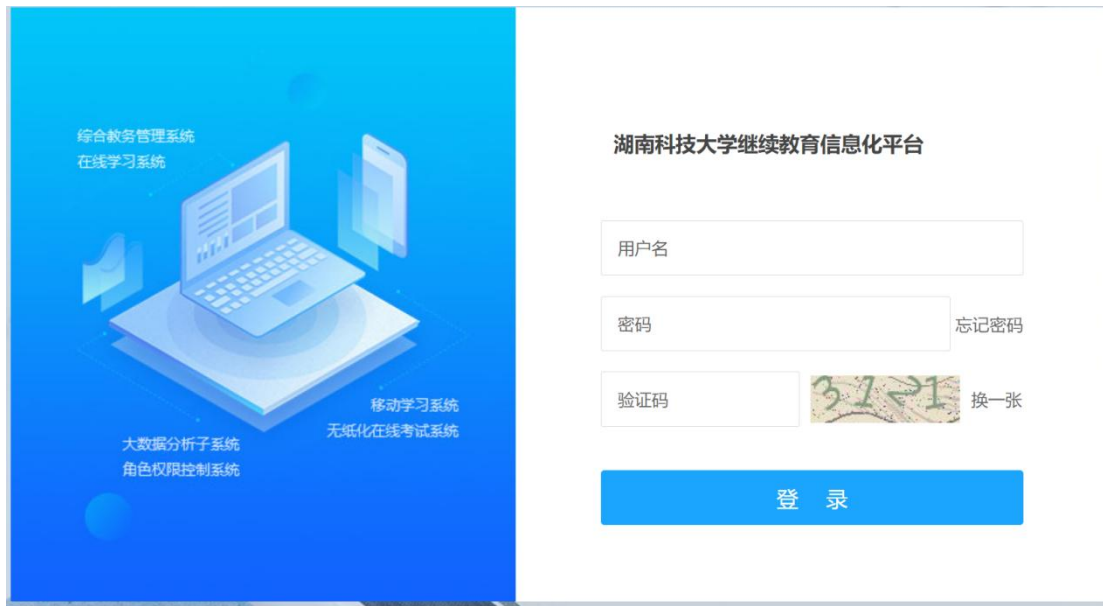 综合教务管理系统
在线学习系统
移动学习系统
无纸化在线考试系统
大数据分析子系统
角色权限控制系统
湖南科技大学继续教育信息化平台
用户名
密码
忘记密码
验证码
换一张
登 录